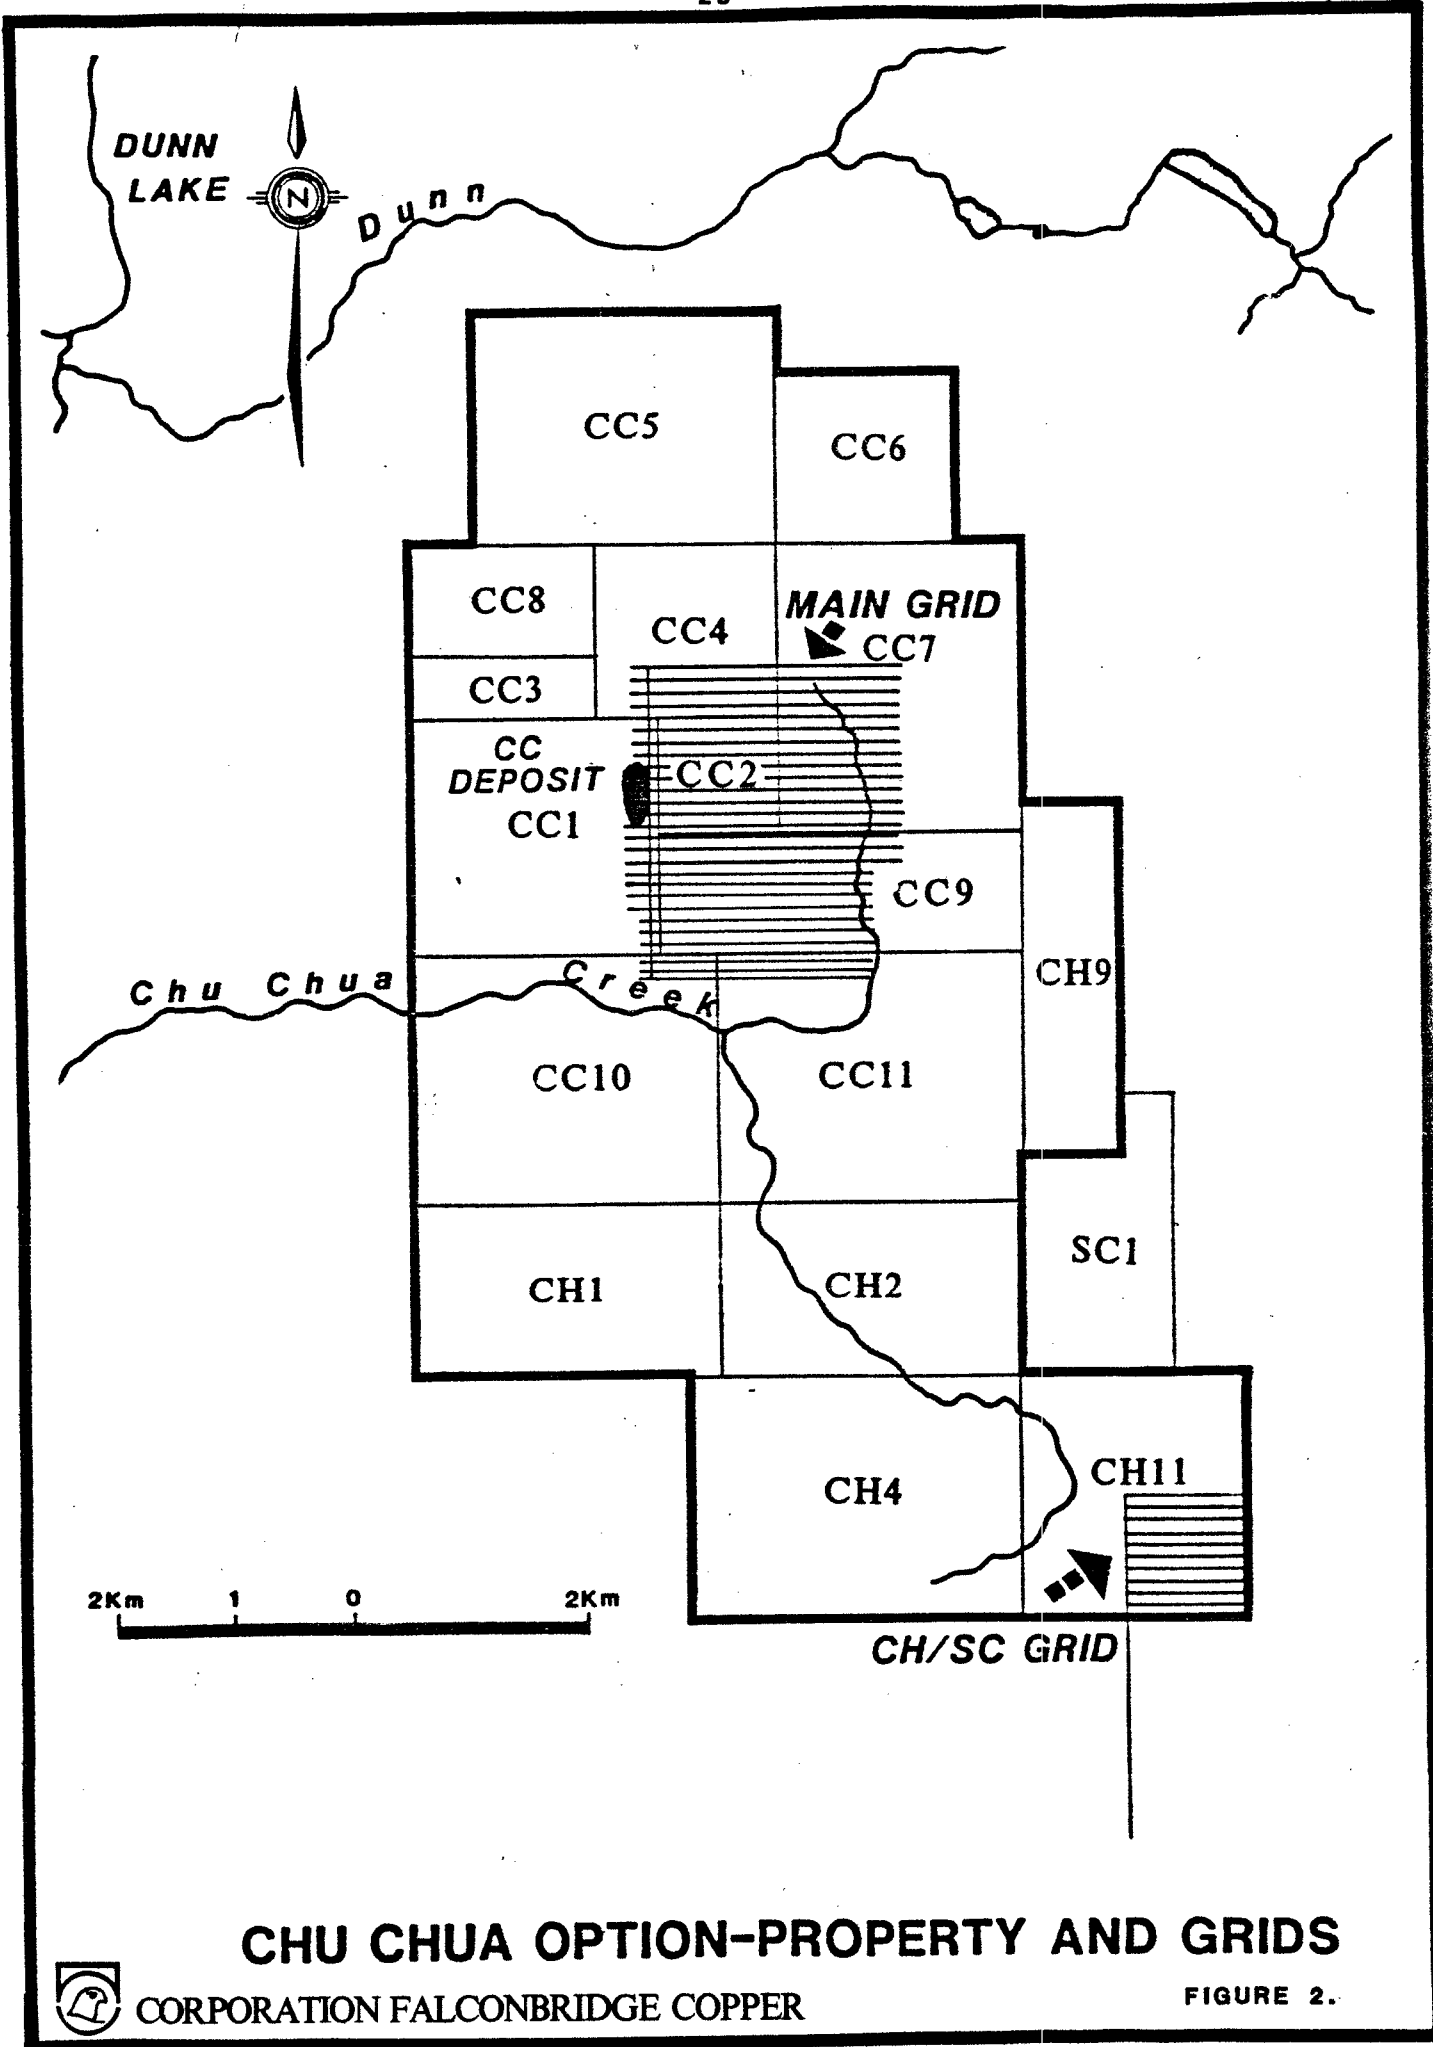 DUNN
LAKE
N
Dunn
CC5
CC6
CC8
MAIN GRID
CC4
CC7
CC3
CC
DEPOSIT
CC2
CC1
CC9
CH9
Chu Chua Creek
CC10
CC11
SC1
CH1
CH2
CH11
CH4
2Km 1 0 2Km
CH/SC GRID
CHU CHUA OPTION-PROPERTY AND GRIDS
CORPORATION FALCONBRIDGE COPPER
FIGURE 2.